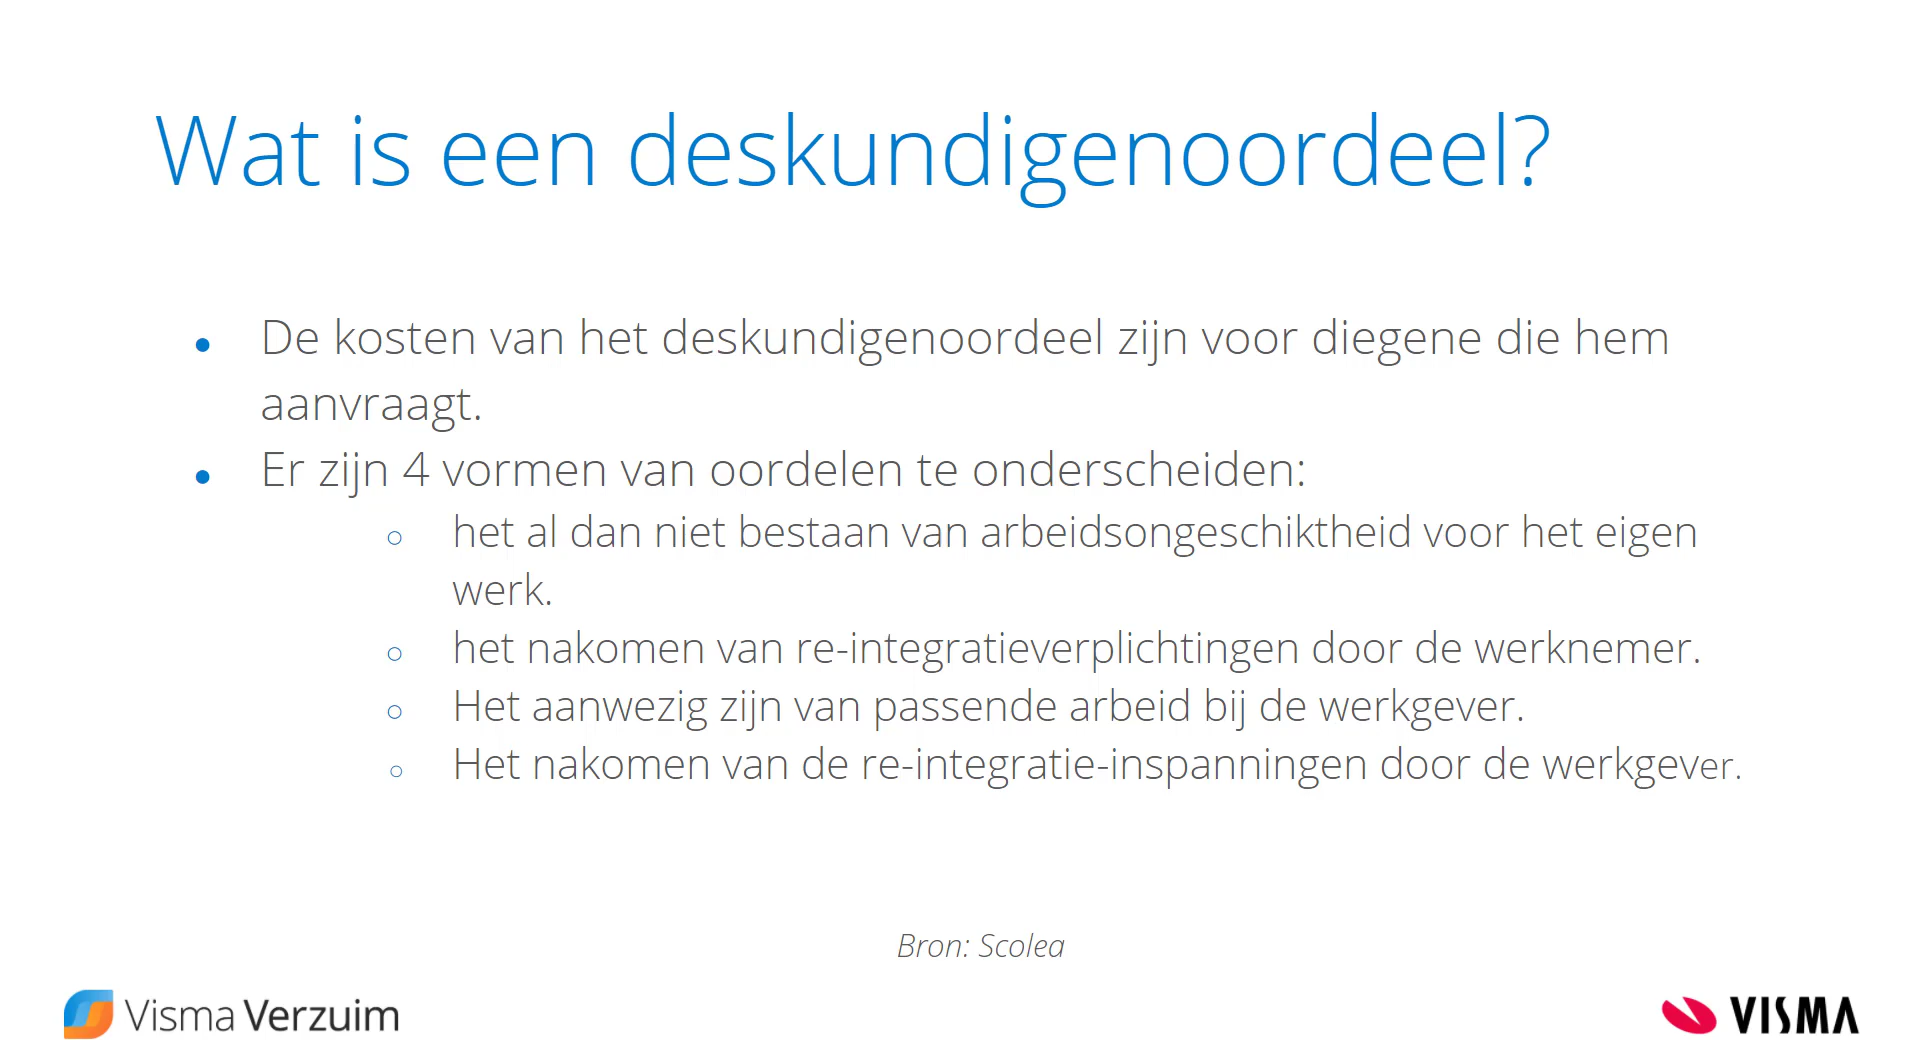 Wat is een deskundigenoordeel?
● De kosten van het deskundigenoordeel zijn voor diegene die hem
aanvraagt.
● Er zijn 4 vormen van oordelen te onderscheiden:
○ het al dan niet bestaan van arbeidsongeschiktheid voor het eigen
werk.
○ het nakomen van re-integratieverplichtingen door de werknemer.
○ Het aanwezig zijn van passende arbeid bij de werkgever.
○ Het nakomen van de re-integratie-inspanningen door de werkgever.
Bron: Scolea
Visma Verzuim
VISMA